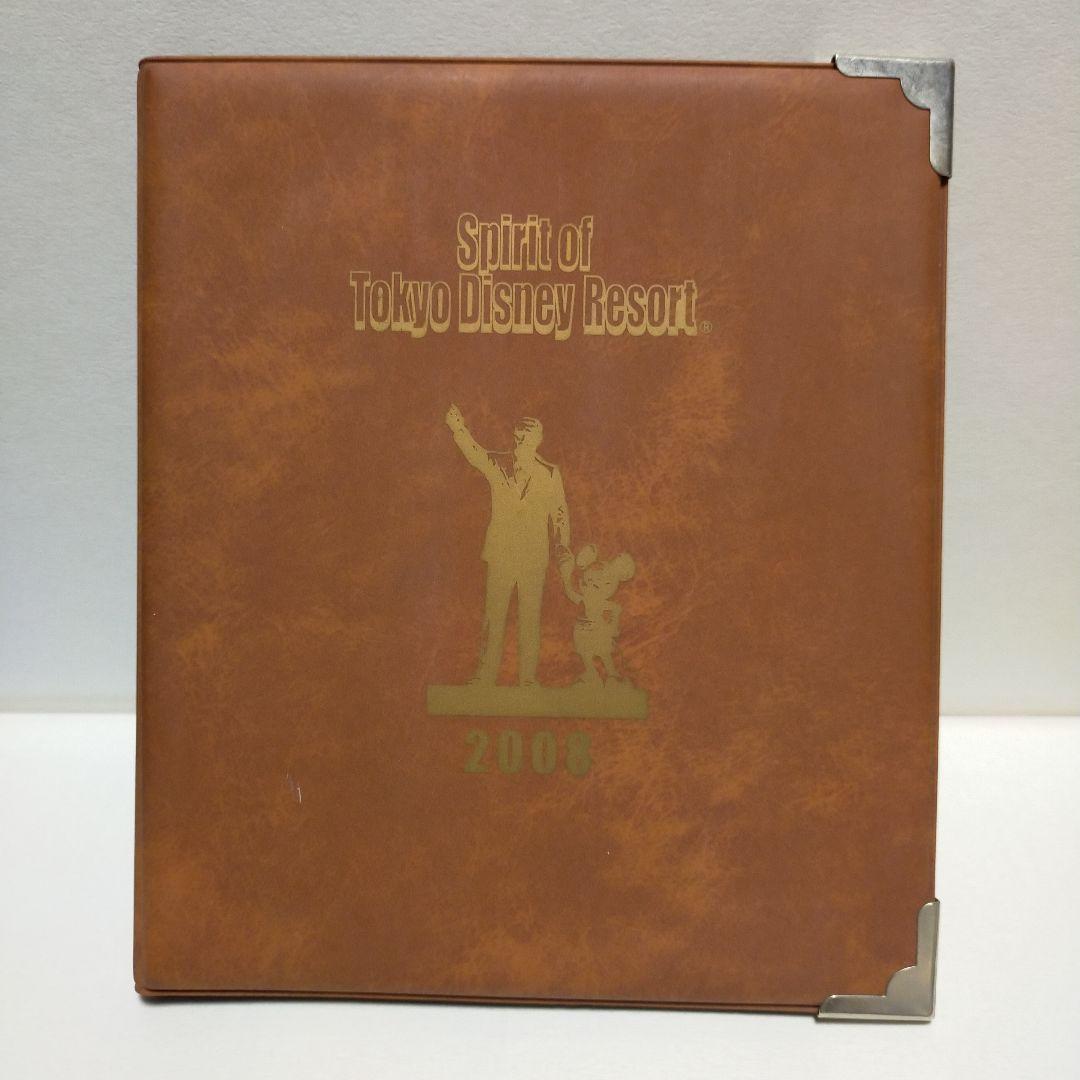 Spirit of
Tokyo Disney Resort®
2008